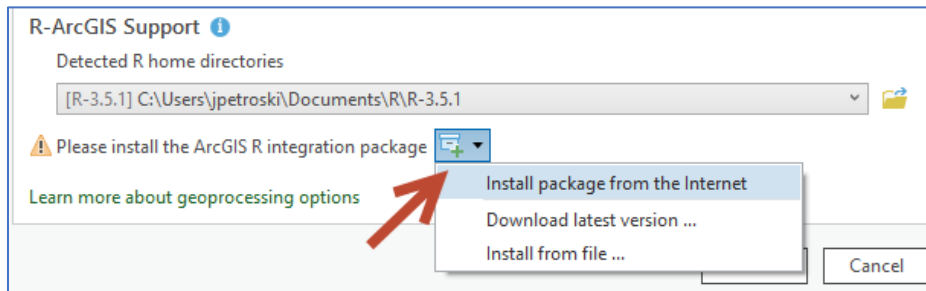 R-ArcGIS Support
Detected R home directories
[R-3.5.1] C:\Users\jpetroski\Documents\R\R-3.5.1
Please install the ArcGIS R integration package
Install package from the Internet
Learn more about geoprocessing options
Download latest version ...
Install from file ...
Cancel